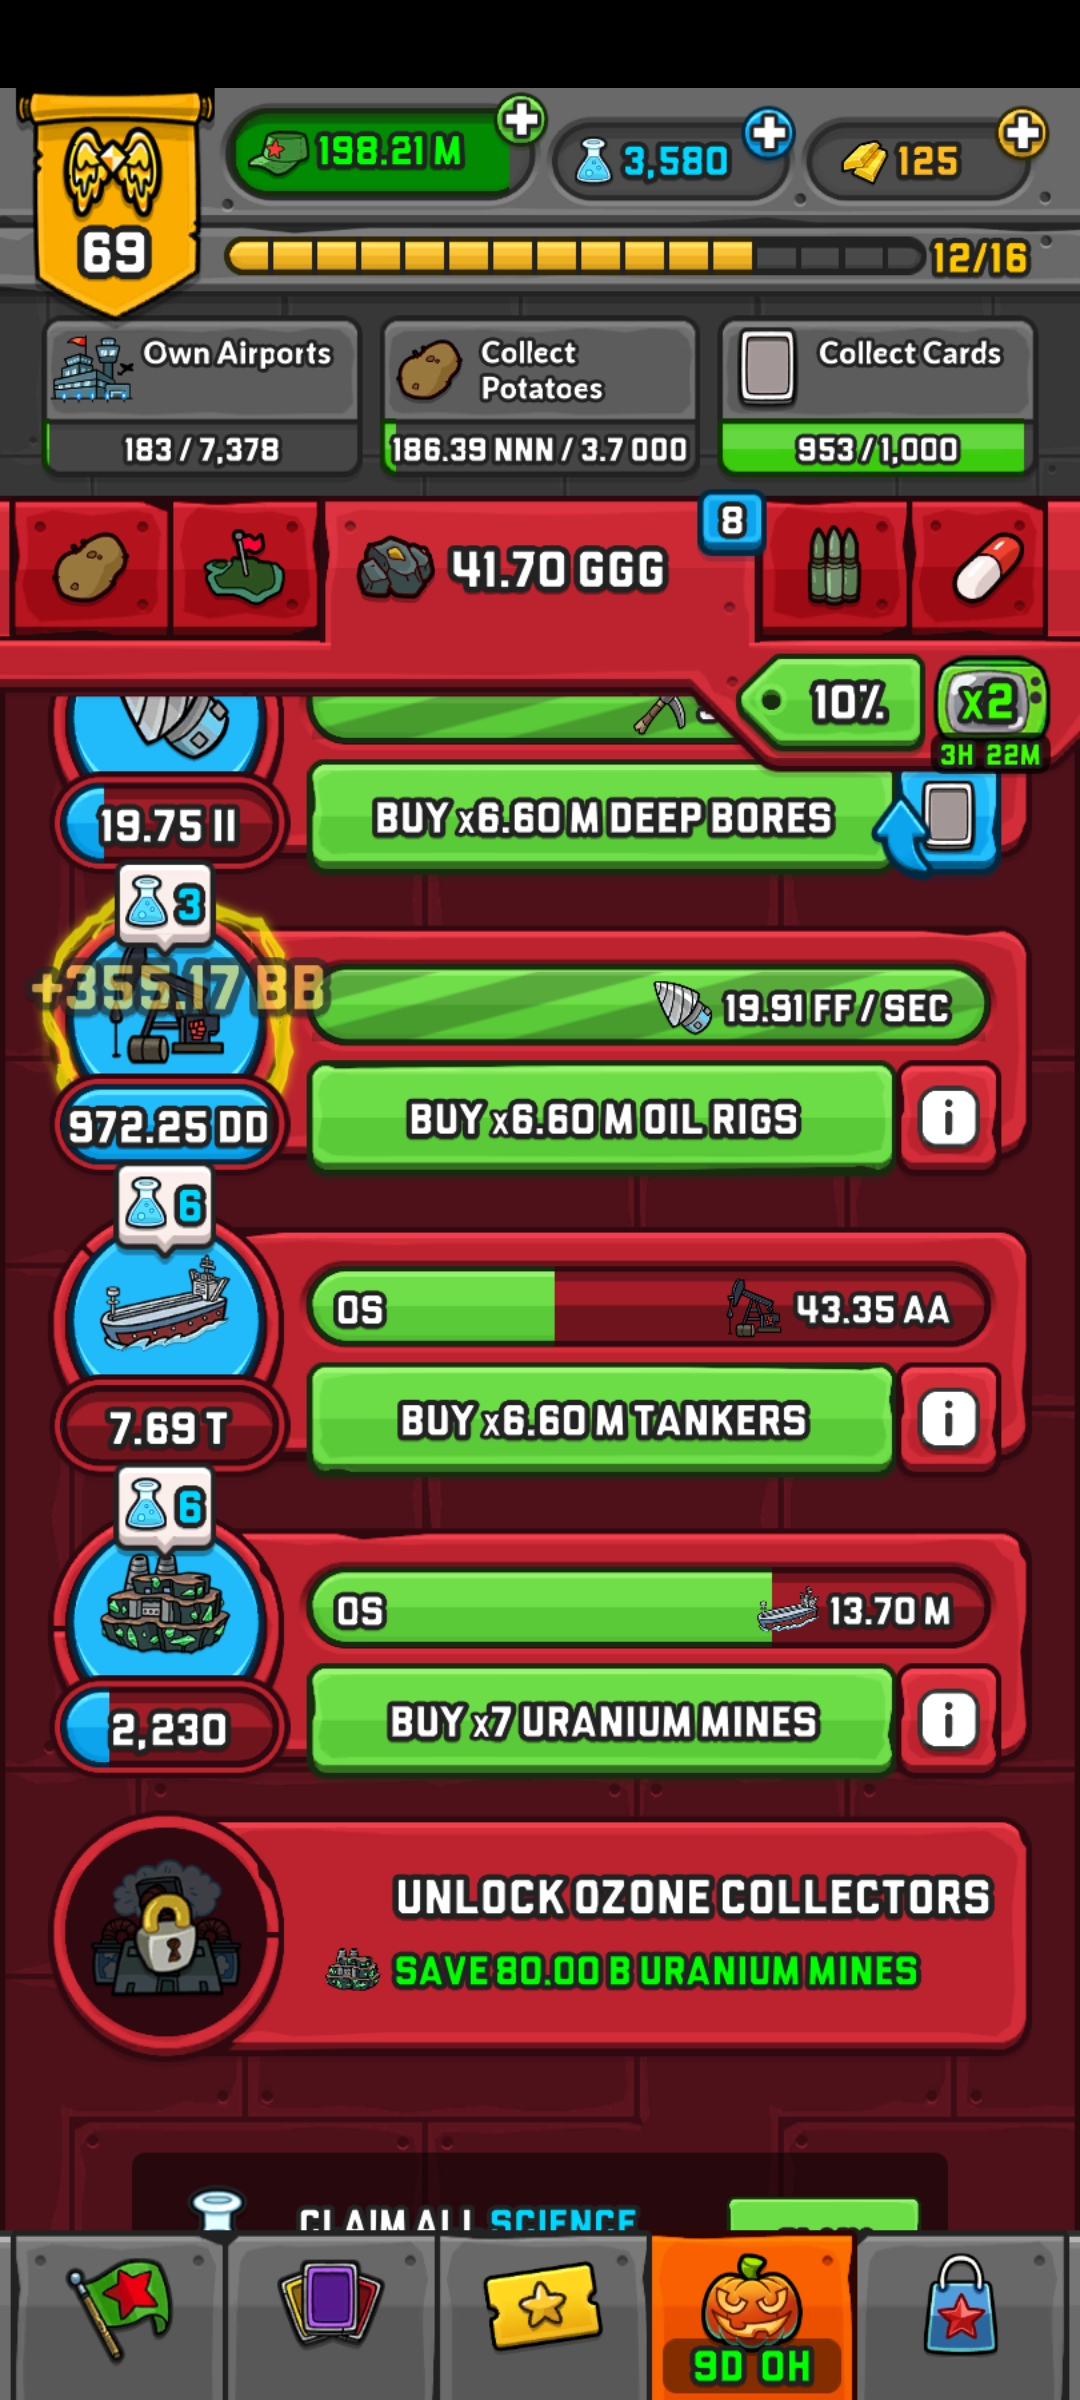 198.21 M
3,580
125
69
12/16
Own Airports
183 / 7,378
Collect
Potatoes
186.39 NNN / 3.7 OOO
Collect Cards
953 / 1,000
41.70 GGG
8
10%
x2
3H 22M
19.75 II
BUY x6.60 M DEEP BORES
3
+355.17 BB
19.91 FF / SEC
972.25 DD
BUY x6.60 M OIL RIGS
i
6
0S
43.35 AA
7.69 T
BUY x6.60 M TANKERS
i
6
0S
13.70 M
2,230
BUY x7 URANIUM MINES
i
UNLOCK OZONE COLLECTORS
SAVE 80.00 B URANIUM MINES
CLAIM ALL SCIENCE
9D 0H